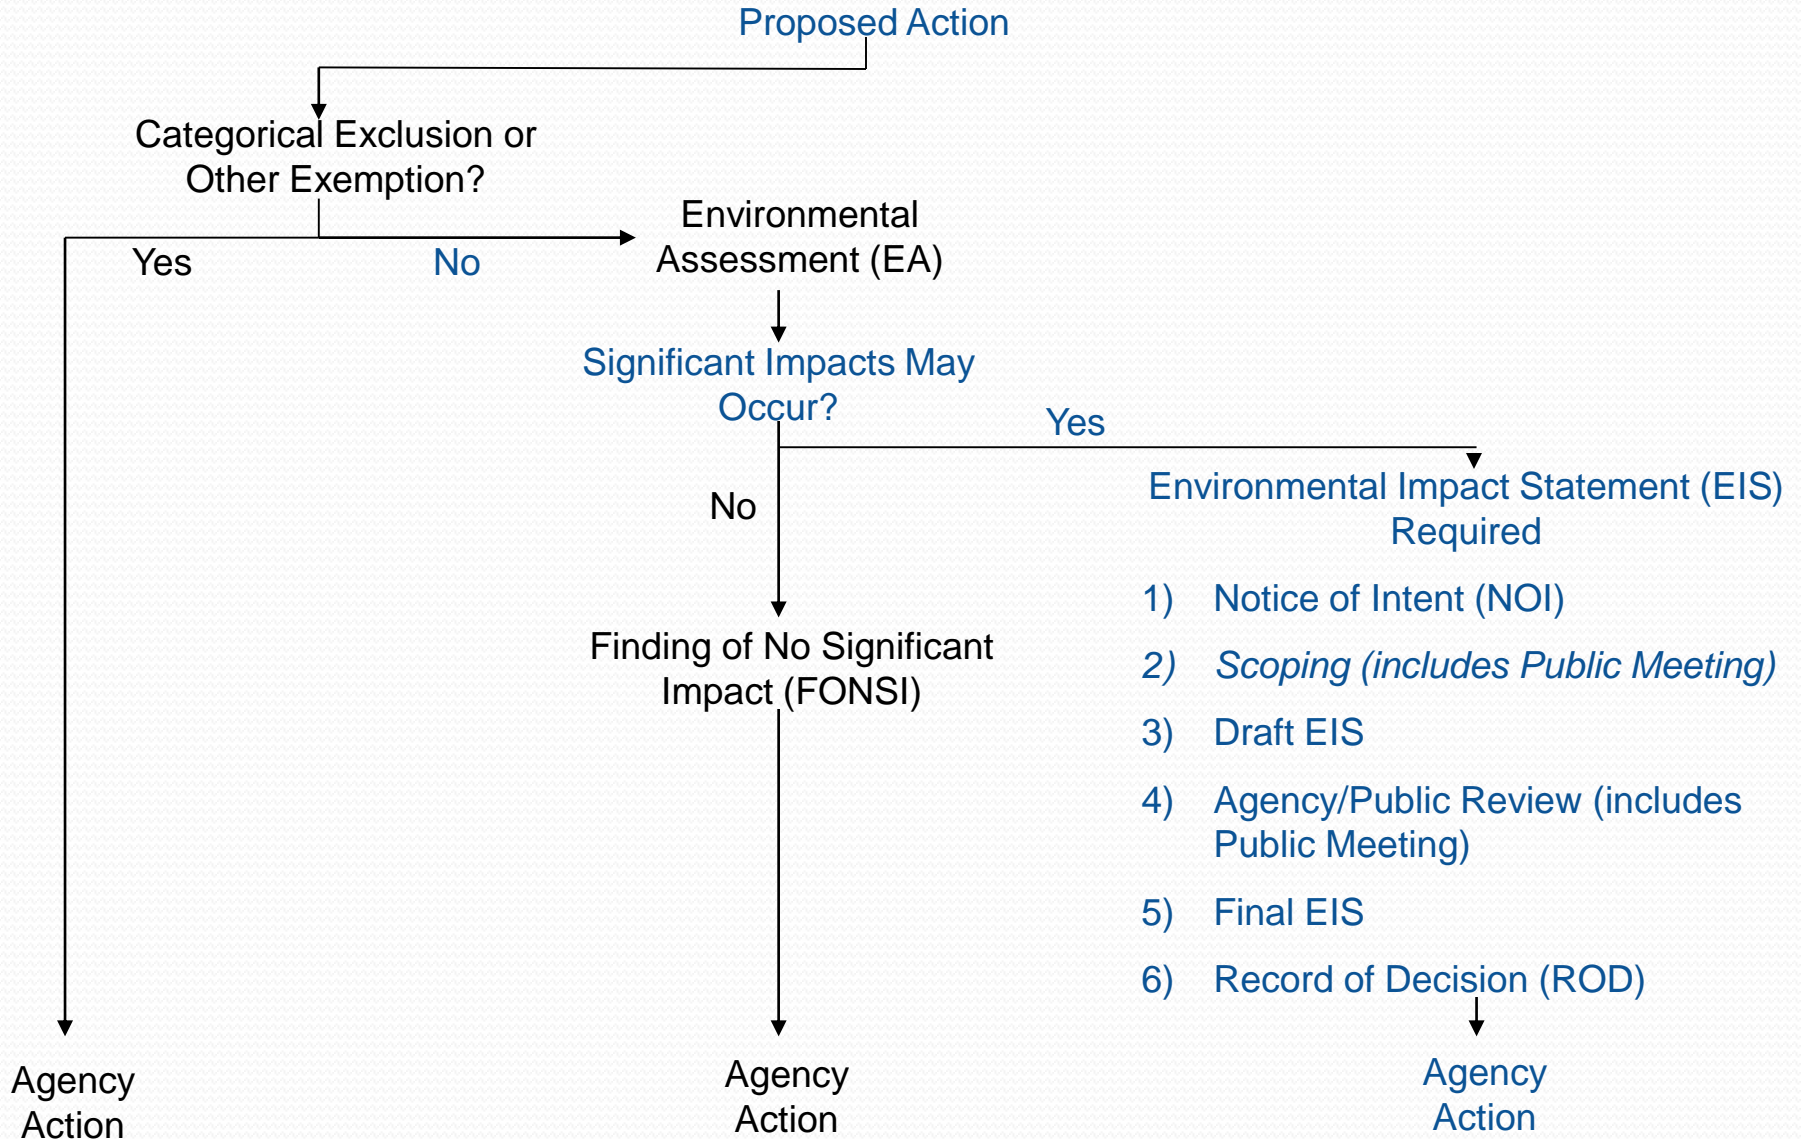 Proposed Action
Categorical Exclusion or
Other Exemption?
Yes
No
Environmental
Assessment (EA)
Significant Impacts May
Occur?
Yes
No
Finding of No Significant
Impact (FONSI)
Environmental Impact Statement (EIS)
Required
1) Notice of Intent (NOI)
2) Scoping (includes Public Meeting)
3) Draft EIS
4) Agency/Public Review (includes
Public Meeting)
5) Final EIS
6) Record of Decision (ROD)
Agency
Action
Agency
Action
Agency
Action